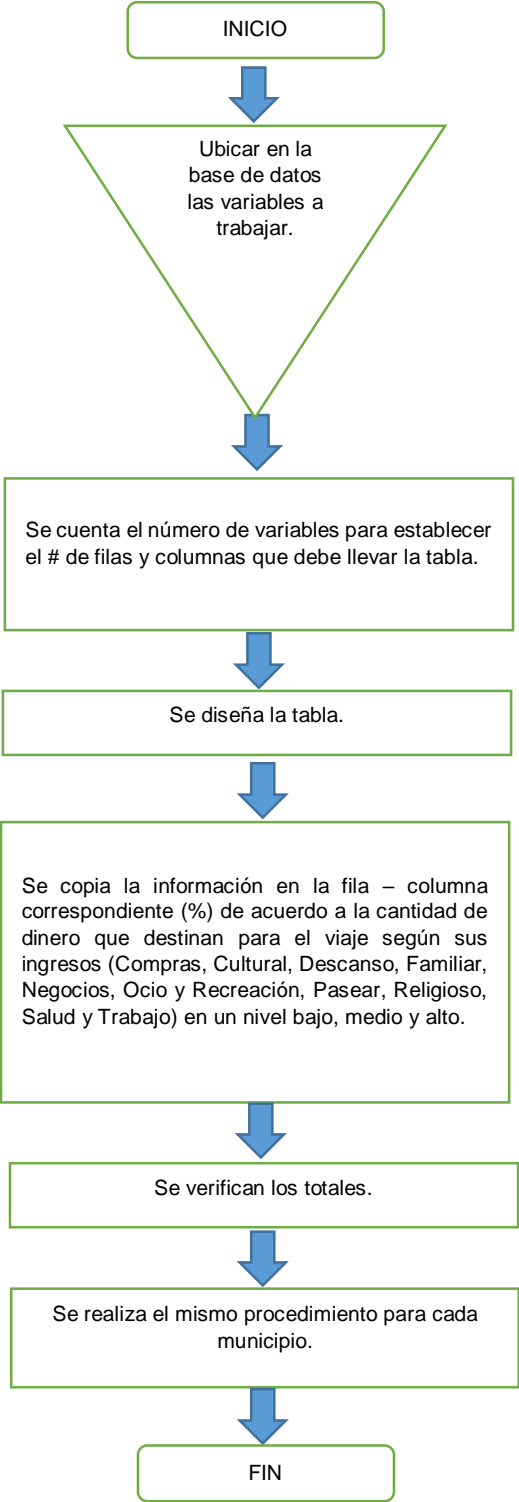 INICIO
Ubicar en la
base de datos
las variables a
trabajar.
Se cuenta el número de variables para establecer
el # de filas y columnas que debe llevar la tabla.
Se diseña la tabla.
Se copia la información en la fila – columna
correspondiente (%) de acuerdo a la cantidad de
dinero que destinan para el viaje según sus
ingresos (Compras, Cultural, Descanso, Familiar,
Negocios, Ocio y Recreación, Pasear, Religioso,
Salud y Trabajo) en un nivel bajo, medio y alto.
Se verifican los totales.
Se realiza el mismo procedimiento para cada
municipio.
FIN